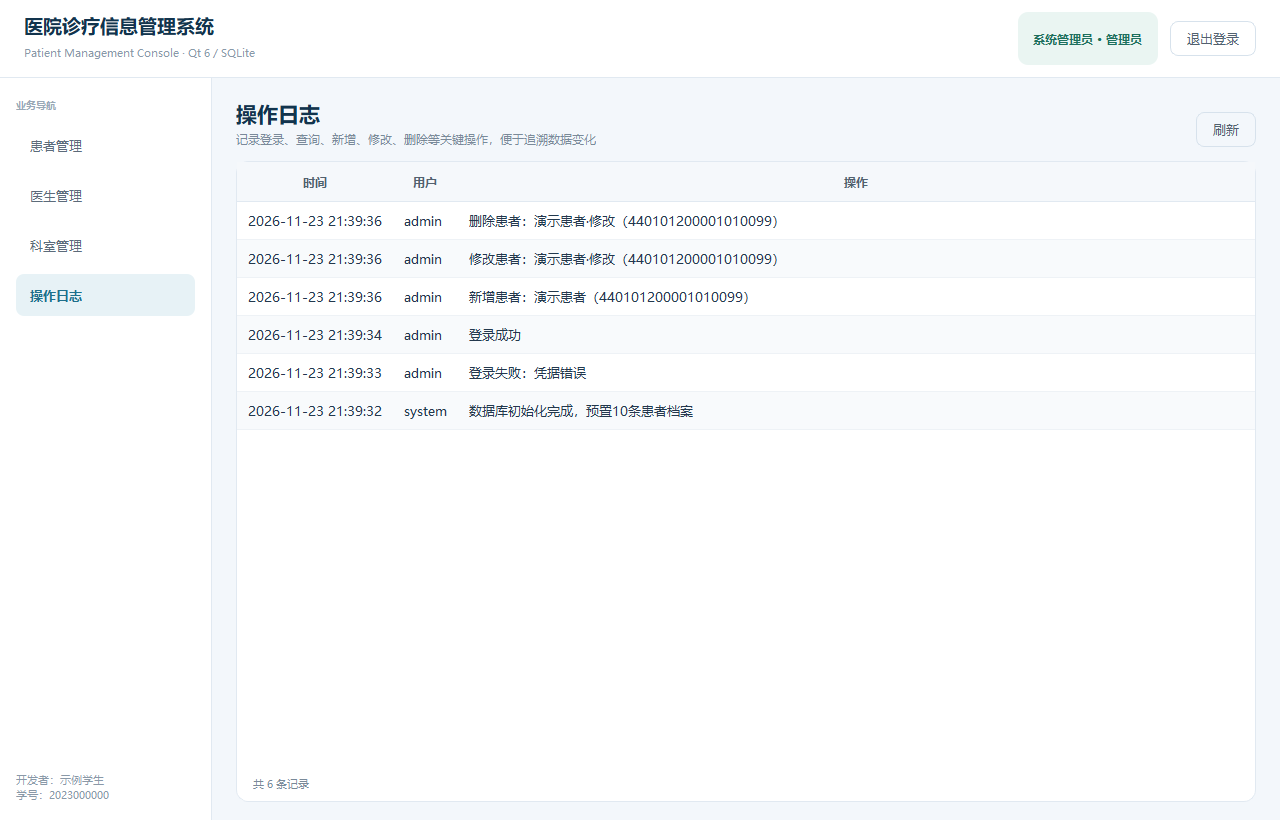 医院诊疗信息管理系统
Patient Management Console · Qt 6 / SQLite
系统管理员 • 管理员
退出登录
业务导航
患者管理
医生管理
科室管理
操作日志
开发者：示例学生
学号：2023000000
操作日志
记录登录、查询、新增、修改、删除等关键操作，便于追溯数据变化
刷新
时间 用户 操作
2026-11-23 21:39:36 admin 删除患者：演示患者·修改（440101200001010099）
2026-11-23 21:39:36 admin 修改患者：演示患者·修改（440101200001010099）
2026-11-23 21:39:36 admin 新增患者：演示患者（440101200001010099）
2026-11-23 21:39:34 admin 登录成功
2026-11-23 21:39:33 admin 登录失败：凭据错误
2026-11-23 21:39:32 system 数据库初始化完成，预置10条患者档案
共 6 条记录